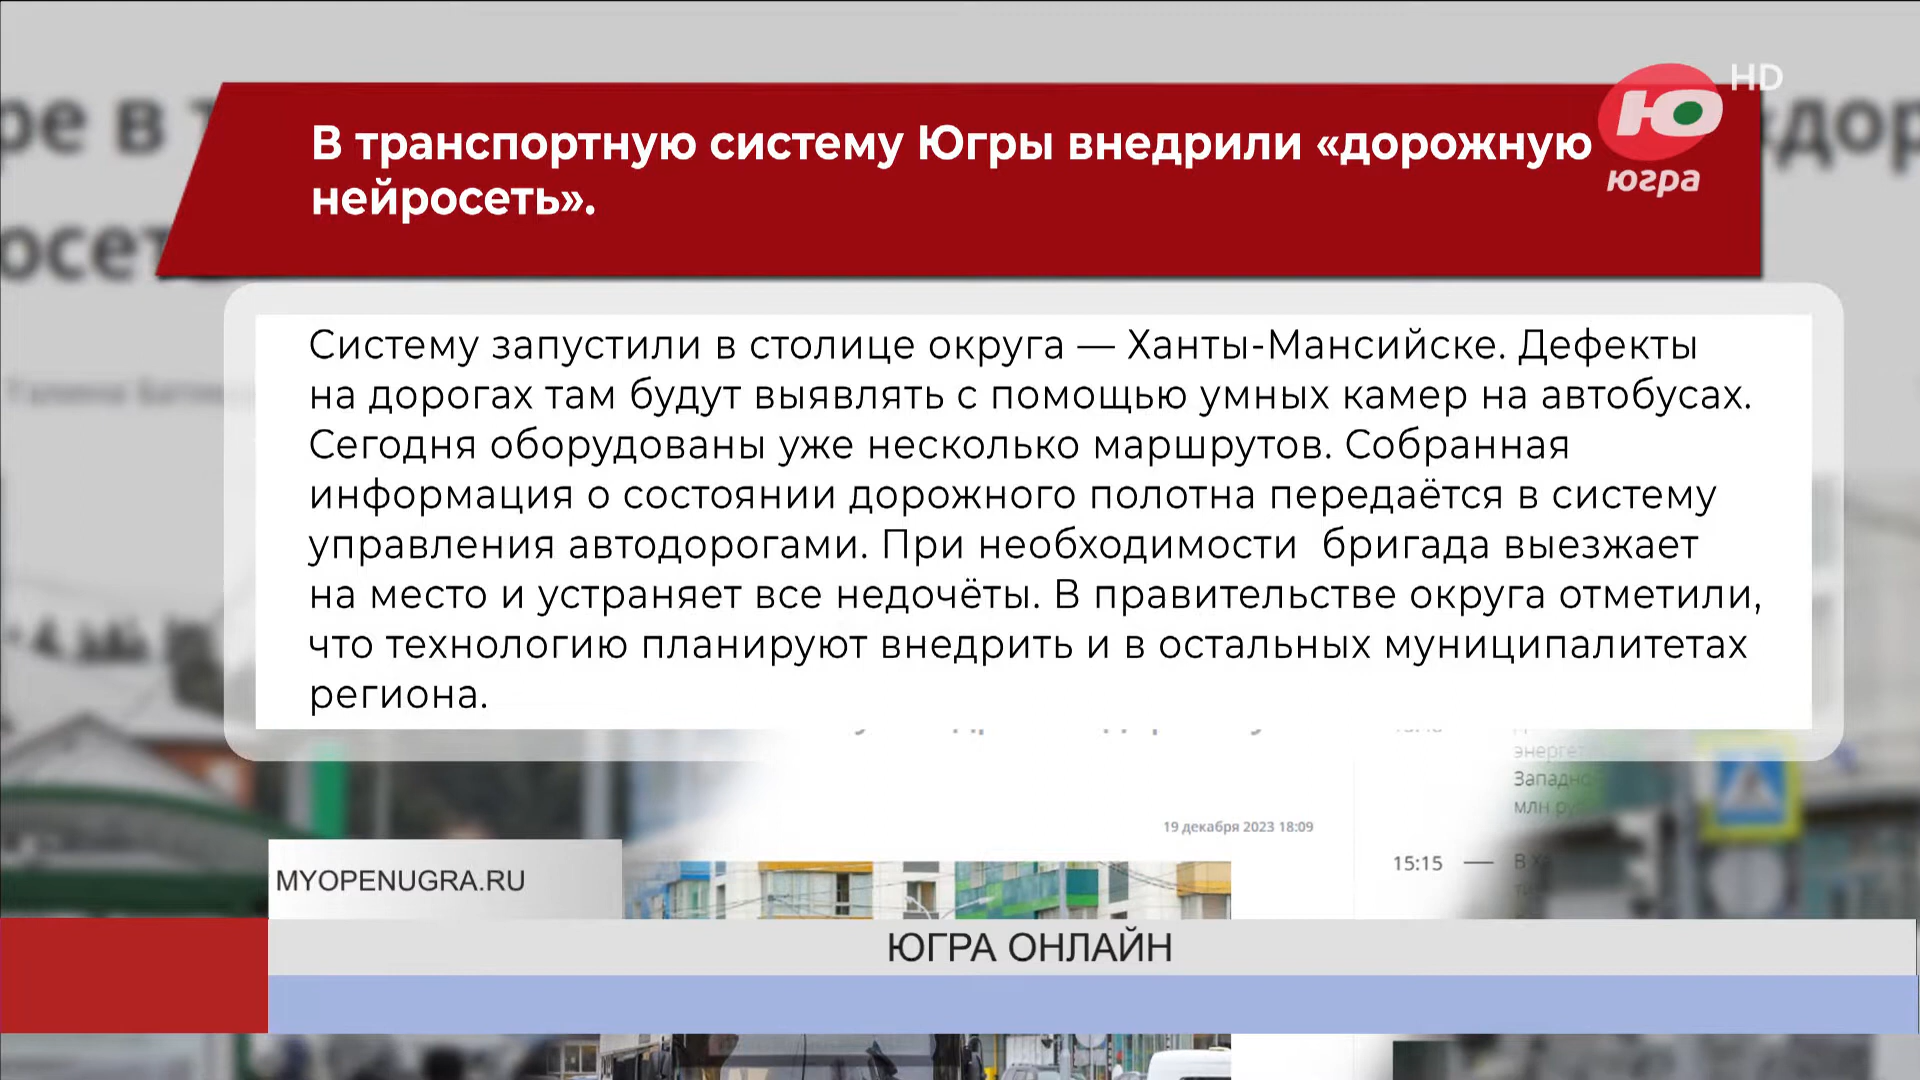 HD
югра
В транспортную систему Югры внедрили «дорожную
нейросеть».
Систему запустили в столице округа — Ханты-Мансийске. Дефекты
на дорогах там будут выявлять с помощью умных камер на автобусах.
Сегодня оборудованы уже несколько маршрутов. Собранная
информация о состоянии дорожного полотна передаётся в систему
управления автодорогами. При необходимости  бригада выезжает
на место и устраняет все недочёты. В правительстве округа отметили,
что технологию планируют внедрить и в остальных муниципалитетах
региона.
19 декабря 2023 18:09
15:15
MYOPENUGRA.RU
ЮГРА ОНЛАЙН